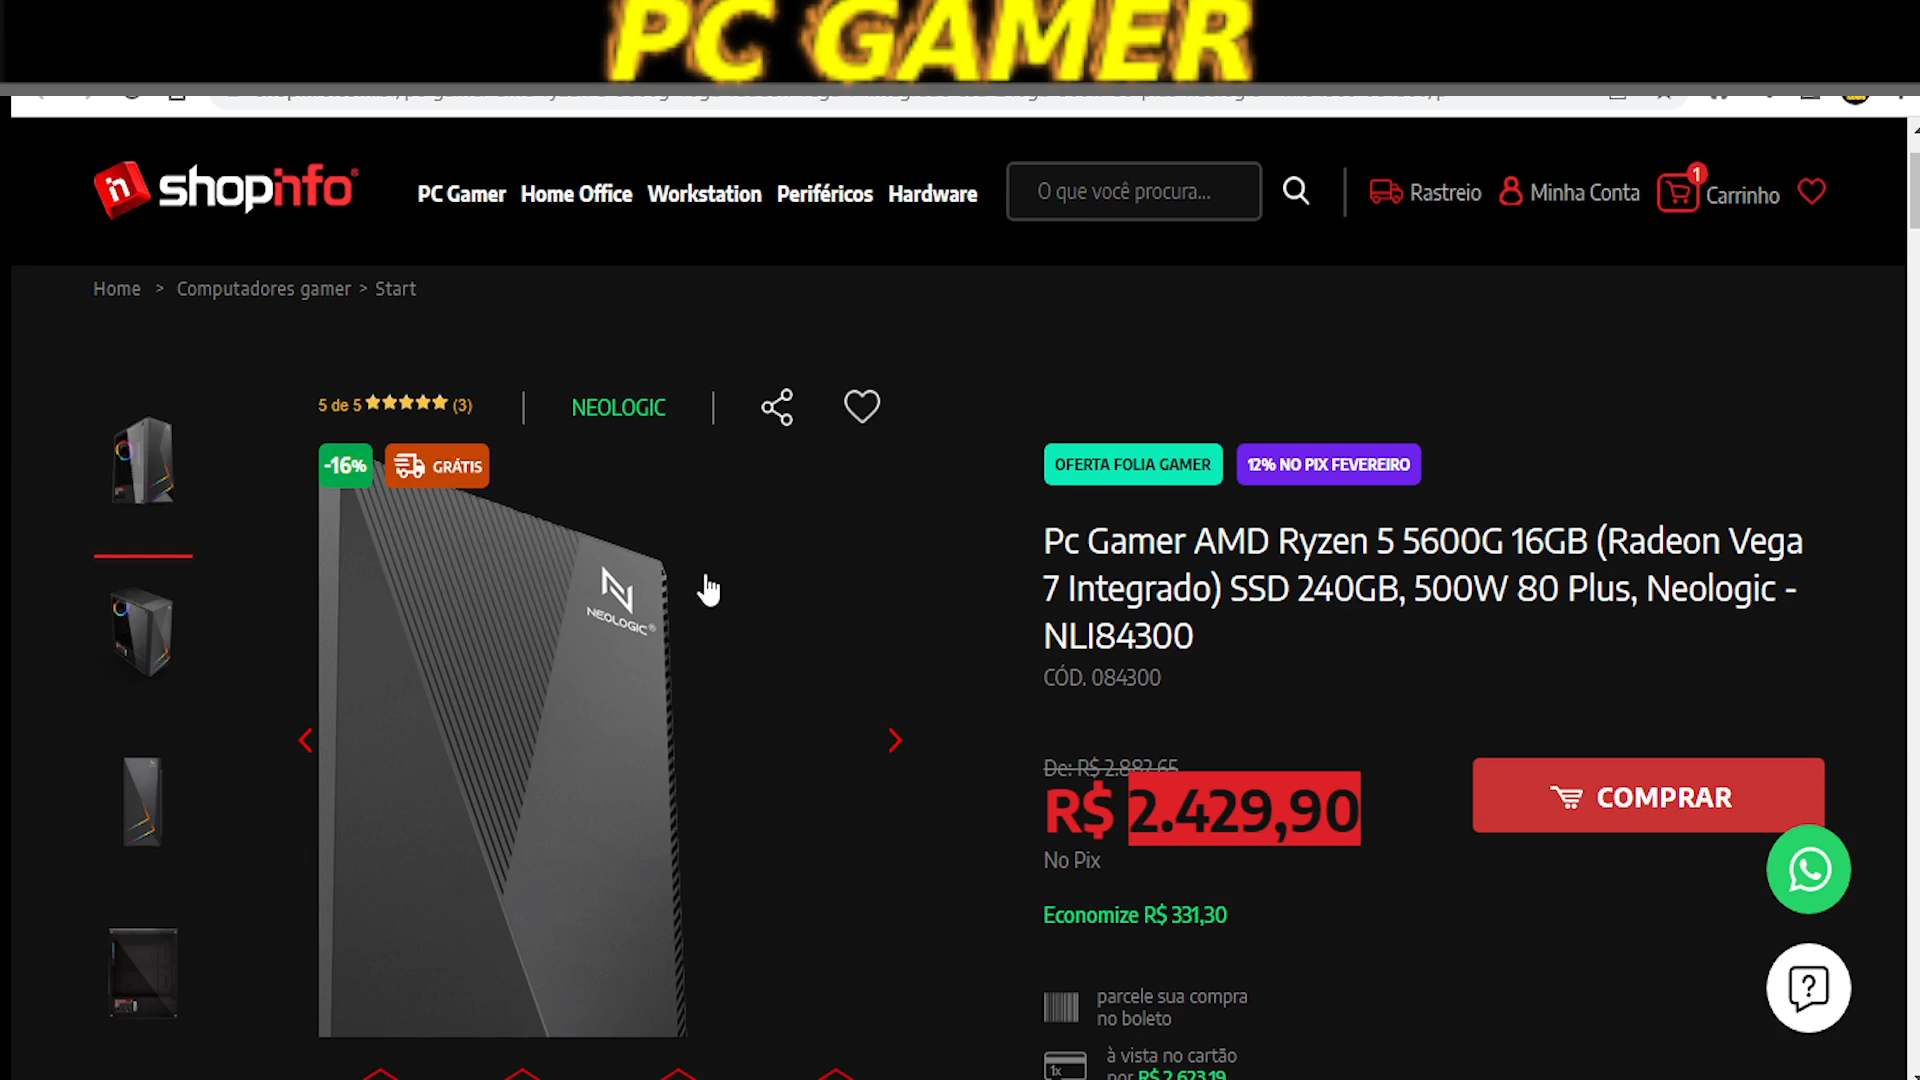 PC GAMER
shopinfo
PC Gamer Home Office Workstation Periféricos Hardware
O que você procura...
Rastreio Minha Conta 1 Carrinho
Home > Computadores gamer > Start
5 de 5 (3)
NEOLOGIC
-16%
GRÁTIS
NEOLOGIC
OFERTA FOLIA GAMER
12% NO PIX FEVEREIRO
Pc Gamer AMD Ryzen 5 5600G 16GB (Radeon Vega
7 Integrado) SSD 240GB, 500W 80 Plus, Neologic -
NLI84300
CÓD. 084300
De: R$ 2.882,65
R$ 2.429,90
No Pix
COMPRAR
Economize R$ 331,30
parcele sua compra
no boleto
1x
à vista no cartão
por R$ 2.623,19